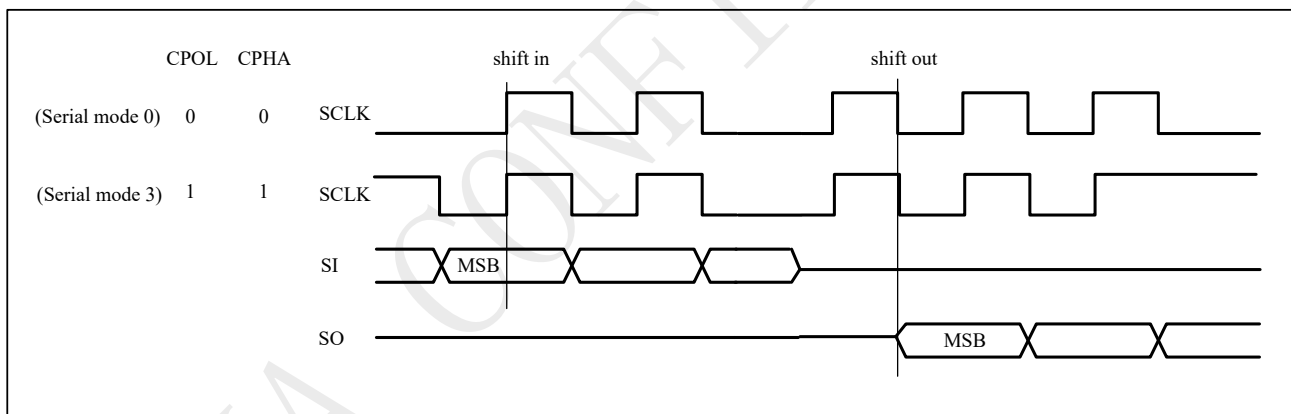 CPOL CPHA shift in shift out
(Serial mode 0) 0 0 SCLK
(Serial mode 3) 1 1 SCLK
SI MSB
SO MSB